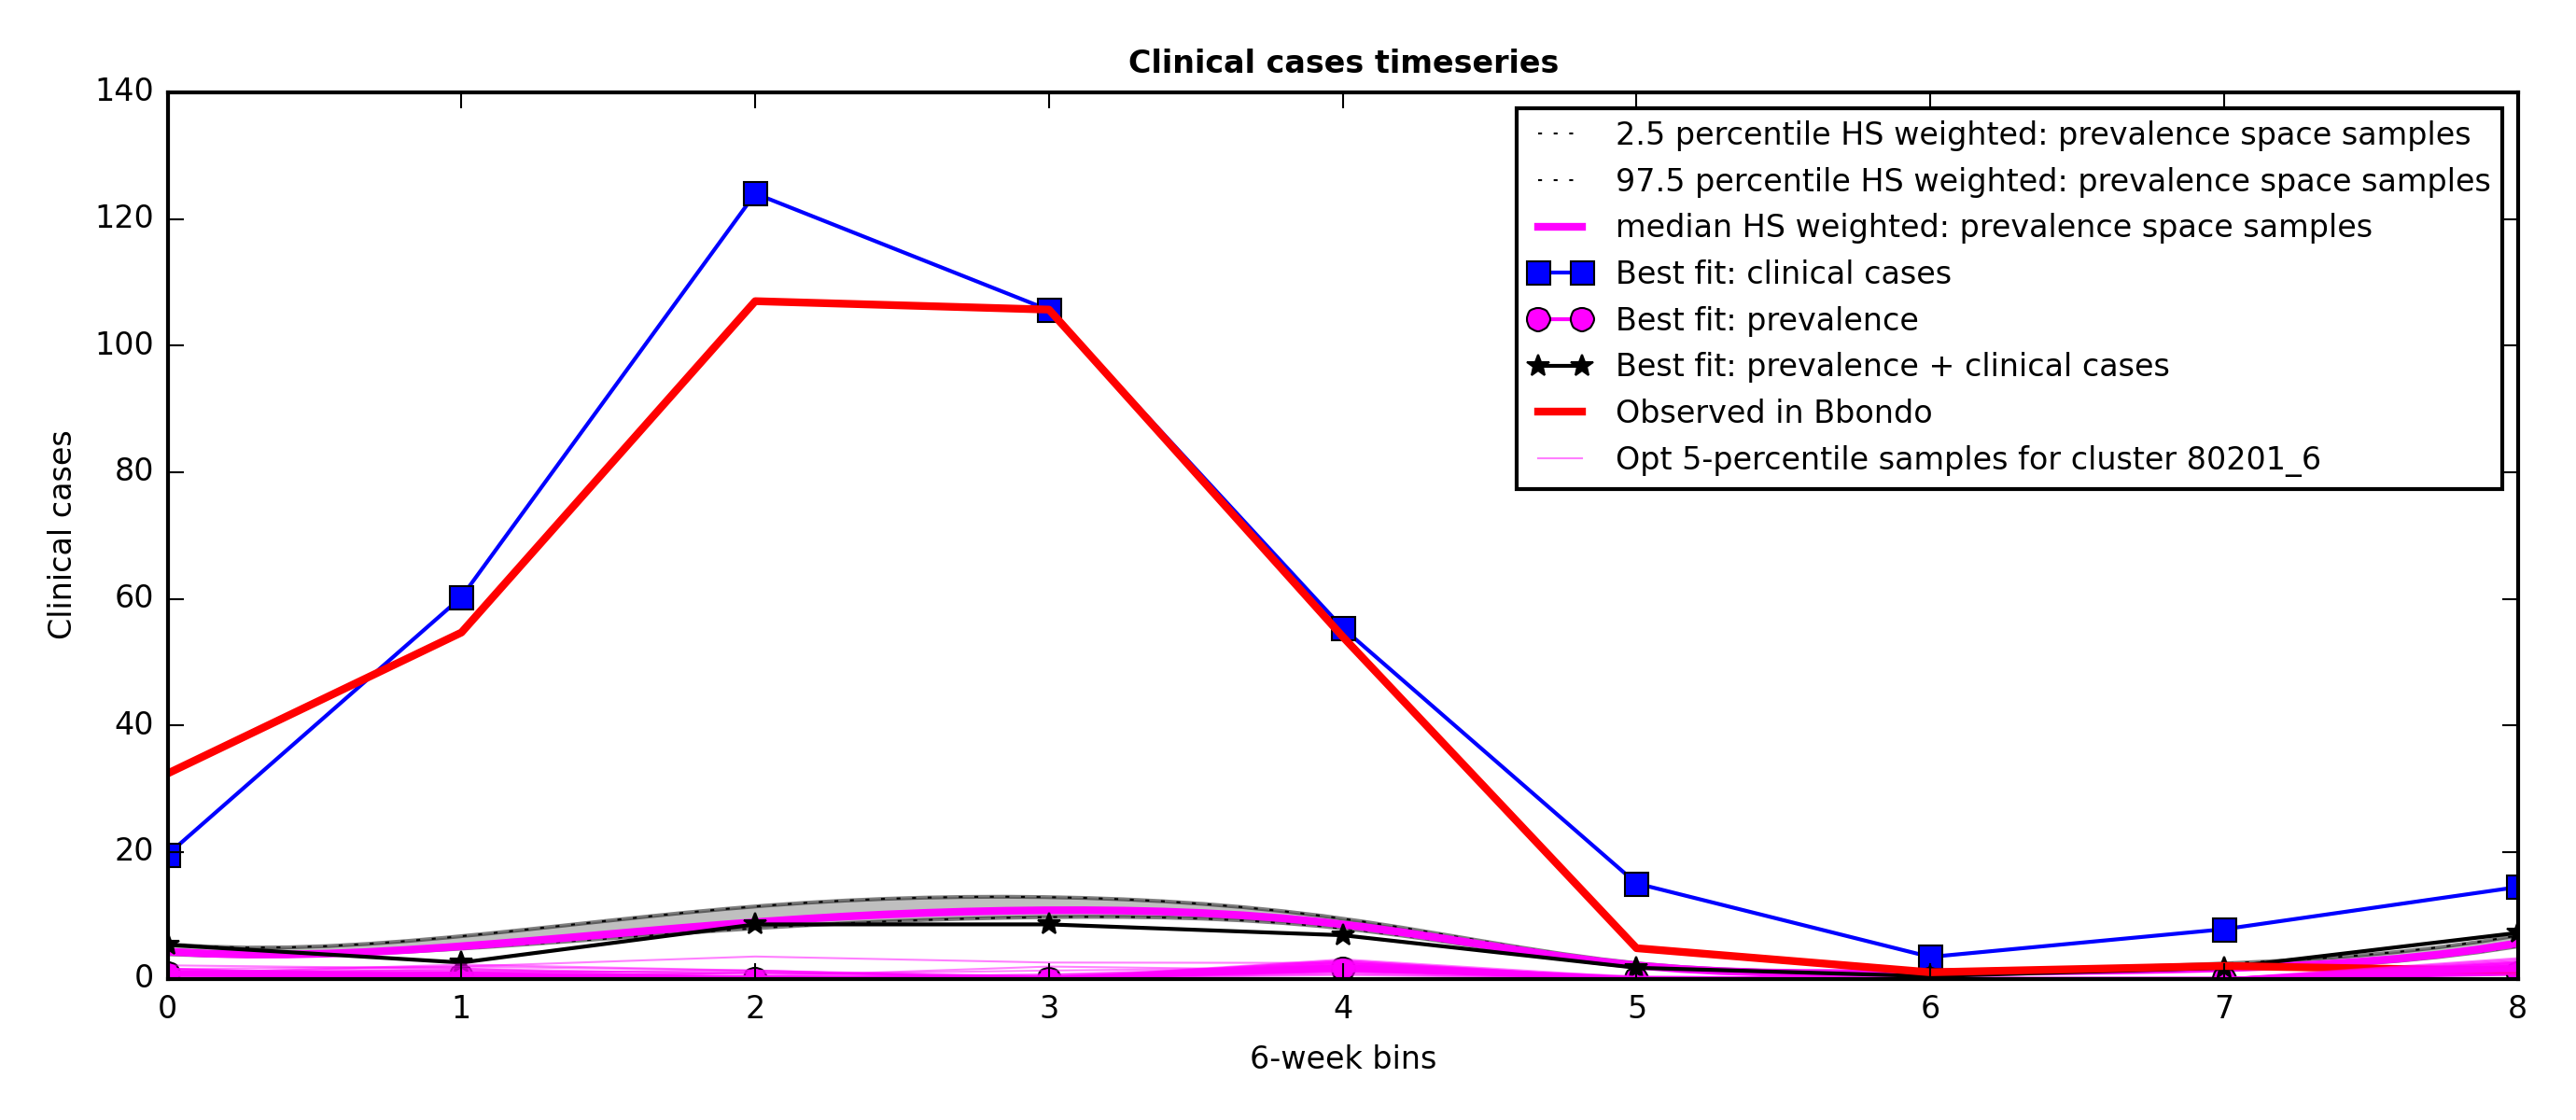 Clinical cases timeseries
140
120
100
80
60
40
20
0
Clinical cases
2.5 percentile HS weighted: prevalence space samples
97.5 percentile HS weighted: prevalence space samples
median HS weighted: prevalence space samples
Best fit: clinical cases
Best fit: prevalence
Best fit: prevalence + clinical cases
Observed in Bbondo
Opt 5-percentile samples for cluster 80201_6
0 1 2 3 4 5 6 7 8
6-week bins